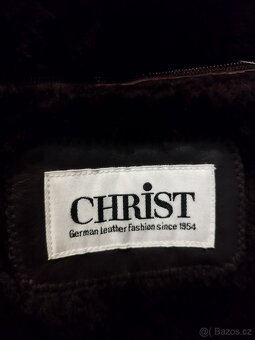 CHRiST
German Leather Fashion since 1954
Bazos.cz